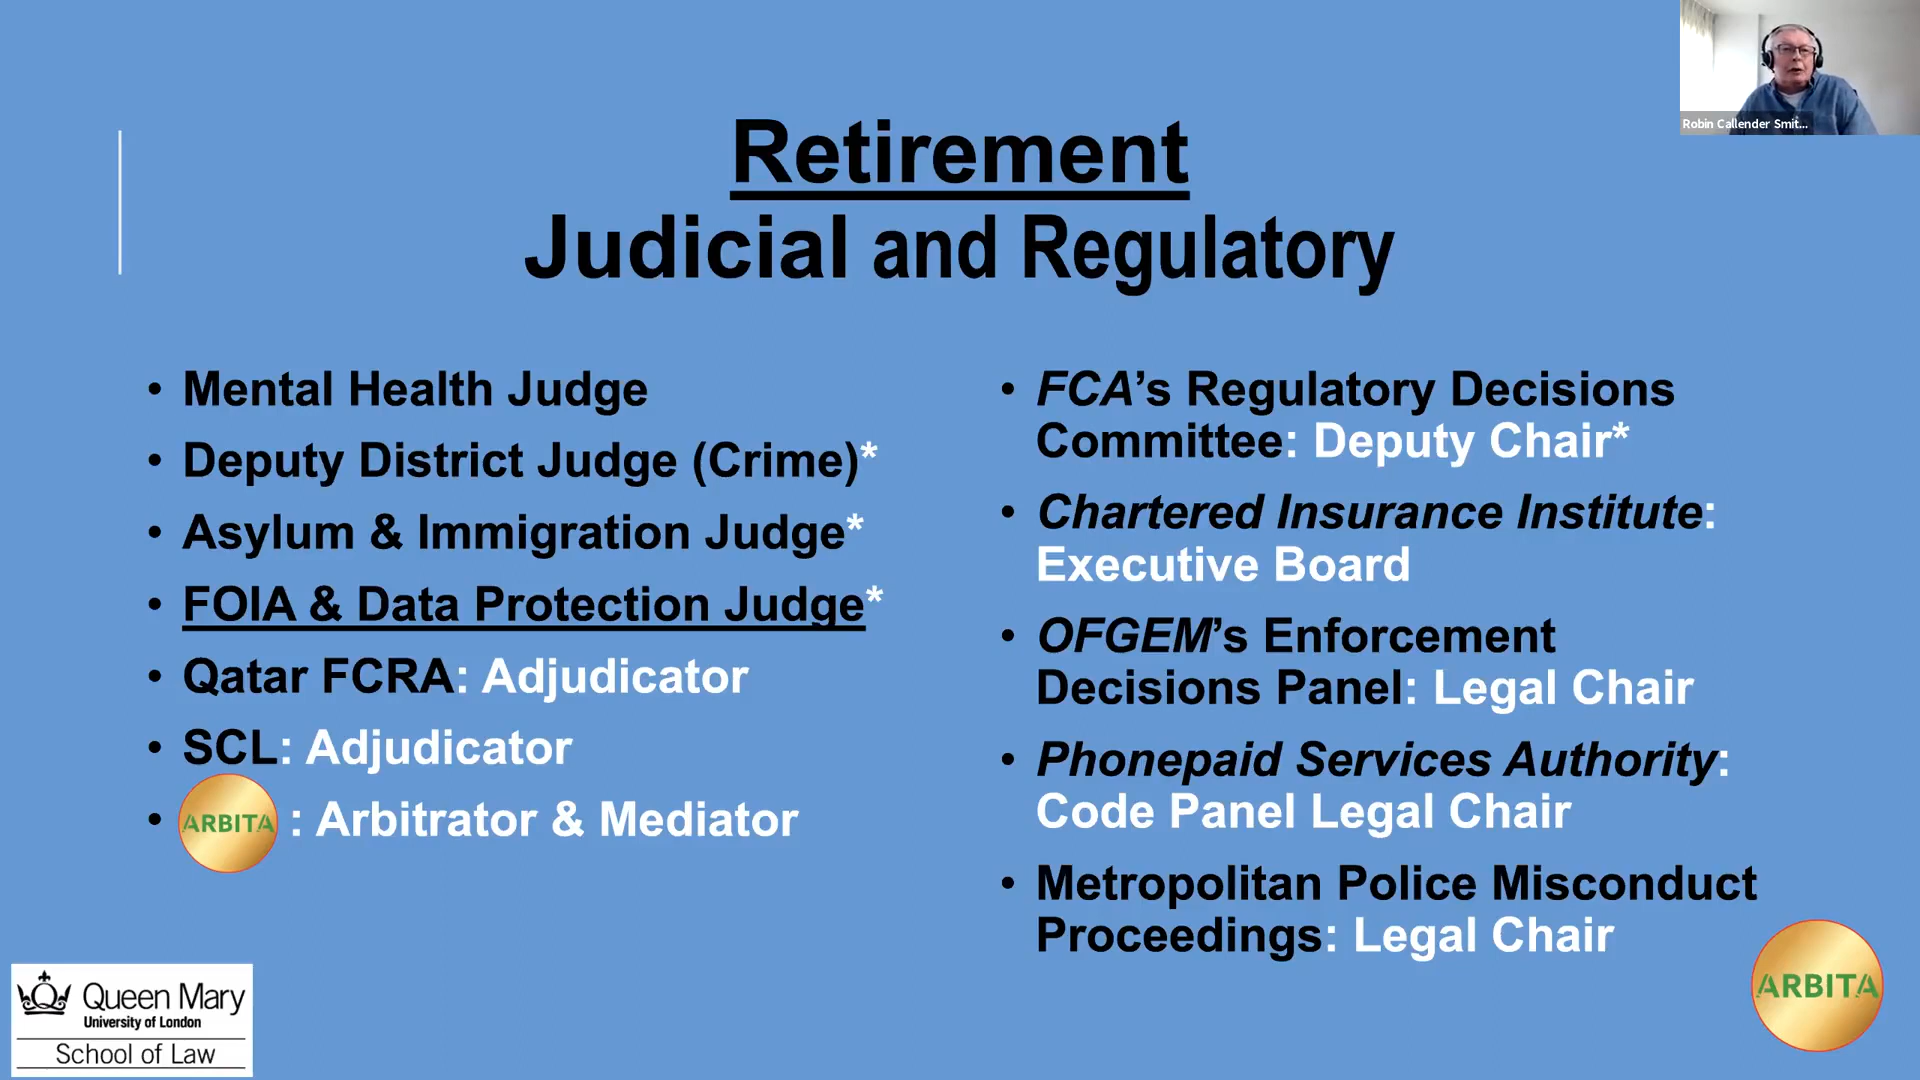 Robin Callender Smit...
Retirement
Judicial and Regulatory
• Mental Health Judge
• Deputy District Judge (Crime)*
• Asylum & Immigration Judge*
• FOIA & Data Protection Judge*
• Qatar FCRA: Adjudicator
• SCL: Adjudicator
• ARBITA : Arbitrator & Mediator
• FCA’s Regulatory Decisions
Committee: Deputy Chair*
• Chartered Insurance Institute:
Executive Board
• OFGEM’s Enforcement
Decisions Panel: Legal Chair
• Phonepaid Services Authority:
Code Panel Legal Chair
• Metropolitan Police Misconduct
Proceedings: Legal Chair
Queen Mary
University of London
School of Law
ARBITA